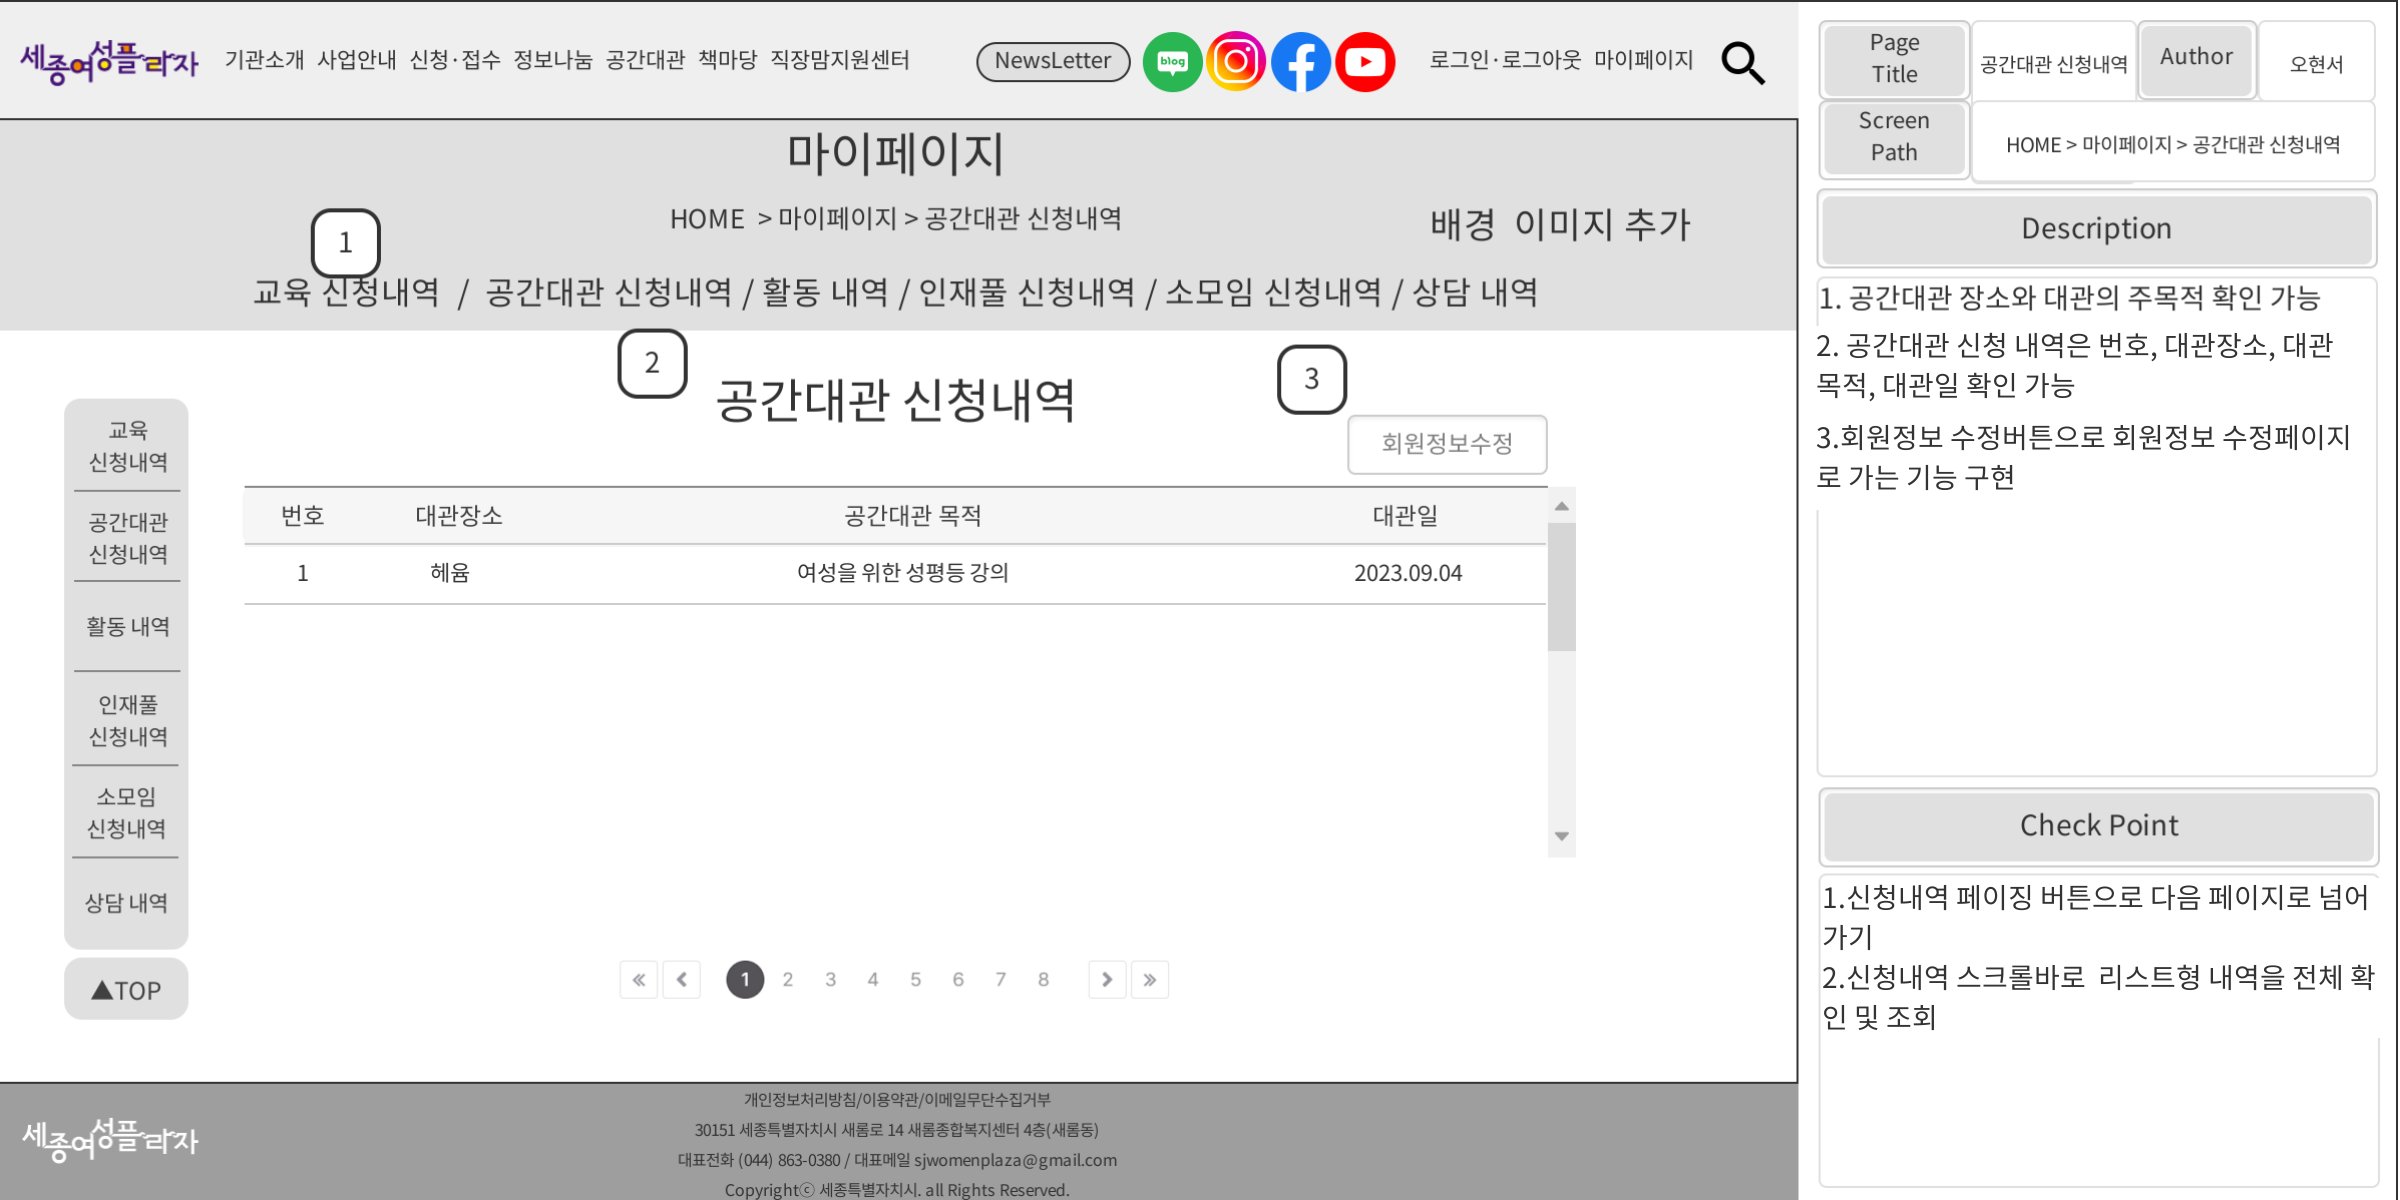 세종여성플라자
기관소개 사업안내 신청·접수 정보나눔 공간대관 책마당 직장맘지원센터
NewsLetter
blog
로그인·로그아웃 마이페이지
마이페이지
HOME > 마이페이지 > 공간대관 신청내역
배경 이미지 추가
1
교육 신청내역 / 공간대관 신청내역 / 활동 내역 / 인재풀 신청내역 / 소모임 신청내역 / 상담 내역
2
공간대관 신청내역
3
회원정보수정
교육
신청내역
공간대관
신청내역
활동 내역
인재풀
신청내역
소모임
신청내역
상담 내역
▲TOP
번호 대관장소 공간대관 목적 대관일
1 헤윰 여성을 위한 성평등 강의 2023.09.04
« ‹ 1 2 3 4 5 6 7 8 › »
세종여성플라자
개인정보처리방침/이용약관/이메일무단수집거부
30151 세종특별자치시 새롬로 14 새롬종합복지센터 4층(새롬동)
대표전화 (044) 863-0380 / 대표메일 sjwomenplaza@gmail.com
Copyrightⓒ 세종특별자치시. all Rights Reserved.
Page
Title
공간대관 신청내역
Author
오현서
Screen
Path
HOME > 마이페이지 > 공간대관 신청내역
Description
1. 공간대관 장소와 대관의 주목적 확인 가능
2. 공간대관 신청 내역은 번호, 대관장소, 대관
목적, 대관일 확인 가능
3.회원정보 수정버튼으로 회원정보 수정페이지
로 가는 기능 구현
Check Point
1.신청내역 페이징 버튼으로 다음 페이지로 넘어
가기
2.신청내역 스크롤바로 리스트형 내역을 전체 확
인 및 조회